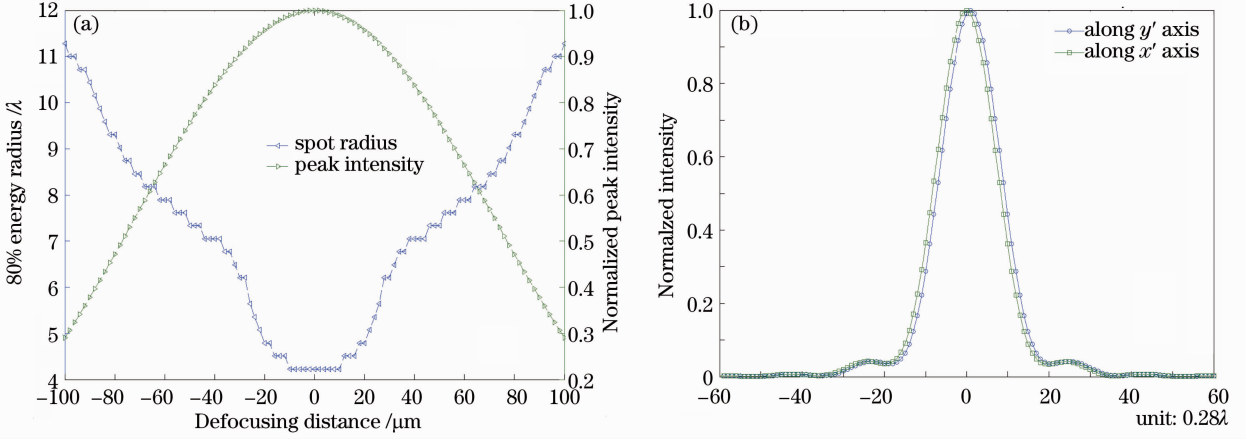 (a)
12
11
10
9
8
7
6
5
4
80% energy radius /λ
1.0
0.9
0.8
0.7
0.6
0.5
0.4
0.3
0.2
Normalized peak intensity
spot radius
peak intensity
−100 −80 −60 −40 −20 0 20 40 60 80 100
Defocusing distance /μm
(b)
1.0
0.8
0.6
0.4
0.2
0
Normalzed intensity
along y′ axis
along x′ axis
−60 −40 −20 0 20 40 60
unit: 0.28λ